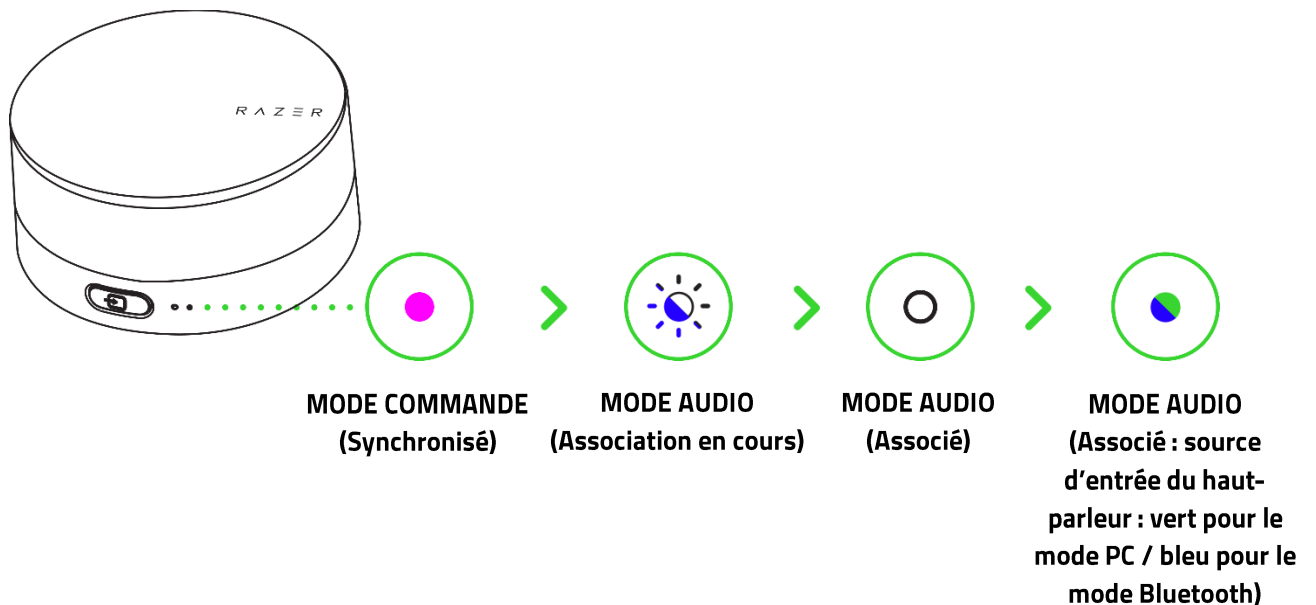 RAZER
MODE COMMANDE
(Synchronisé)
MODE AUDIO
(Association en cours)
MODE AUDIO
(Associé)
MODE AUDIO
(Associé : source
d’entrée du haut-
parleur : vert pour le
mode PC / bleu pour le
mode Bluetooth)